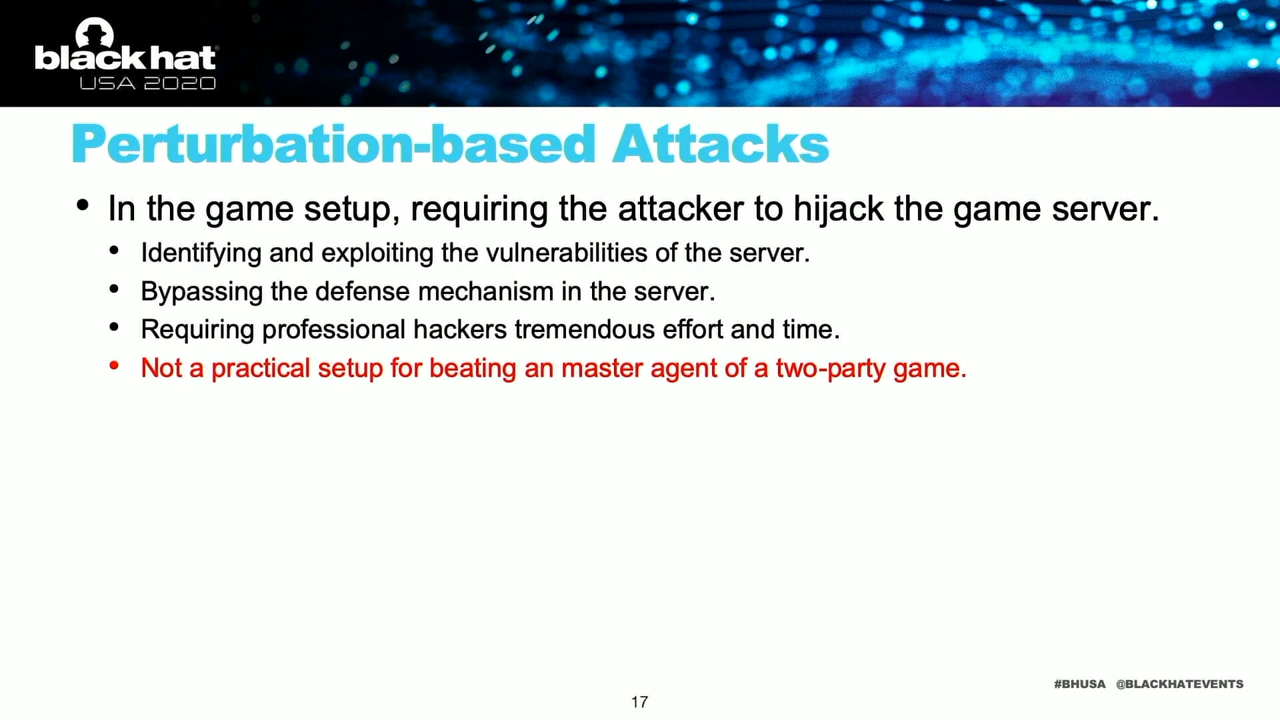 black hat
USA 2020
Perturbation-based Attacks
• In the game setup, requiring the attacker to hijack the game server.
• Identifying and exploiting the vulnerabilities of the server.
• Bypassing the defense mechanism in the server.
• Requiring professional hackers tremendous effort and time.
• Not a practical setup for beating an master agent of a two-party game.
#BHUSA @BLACKHATEVENTS
17